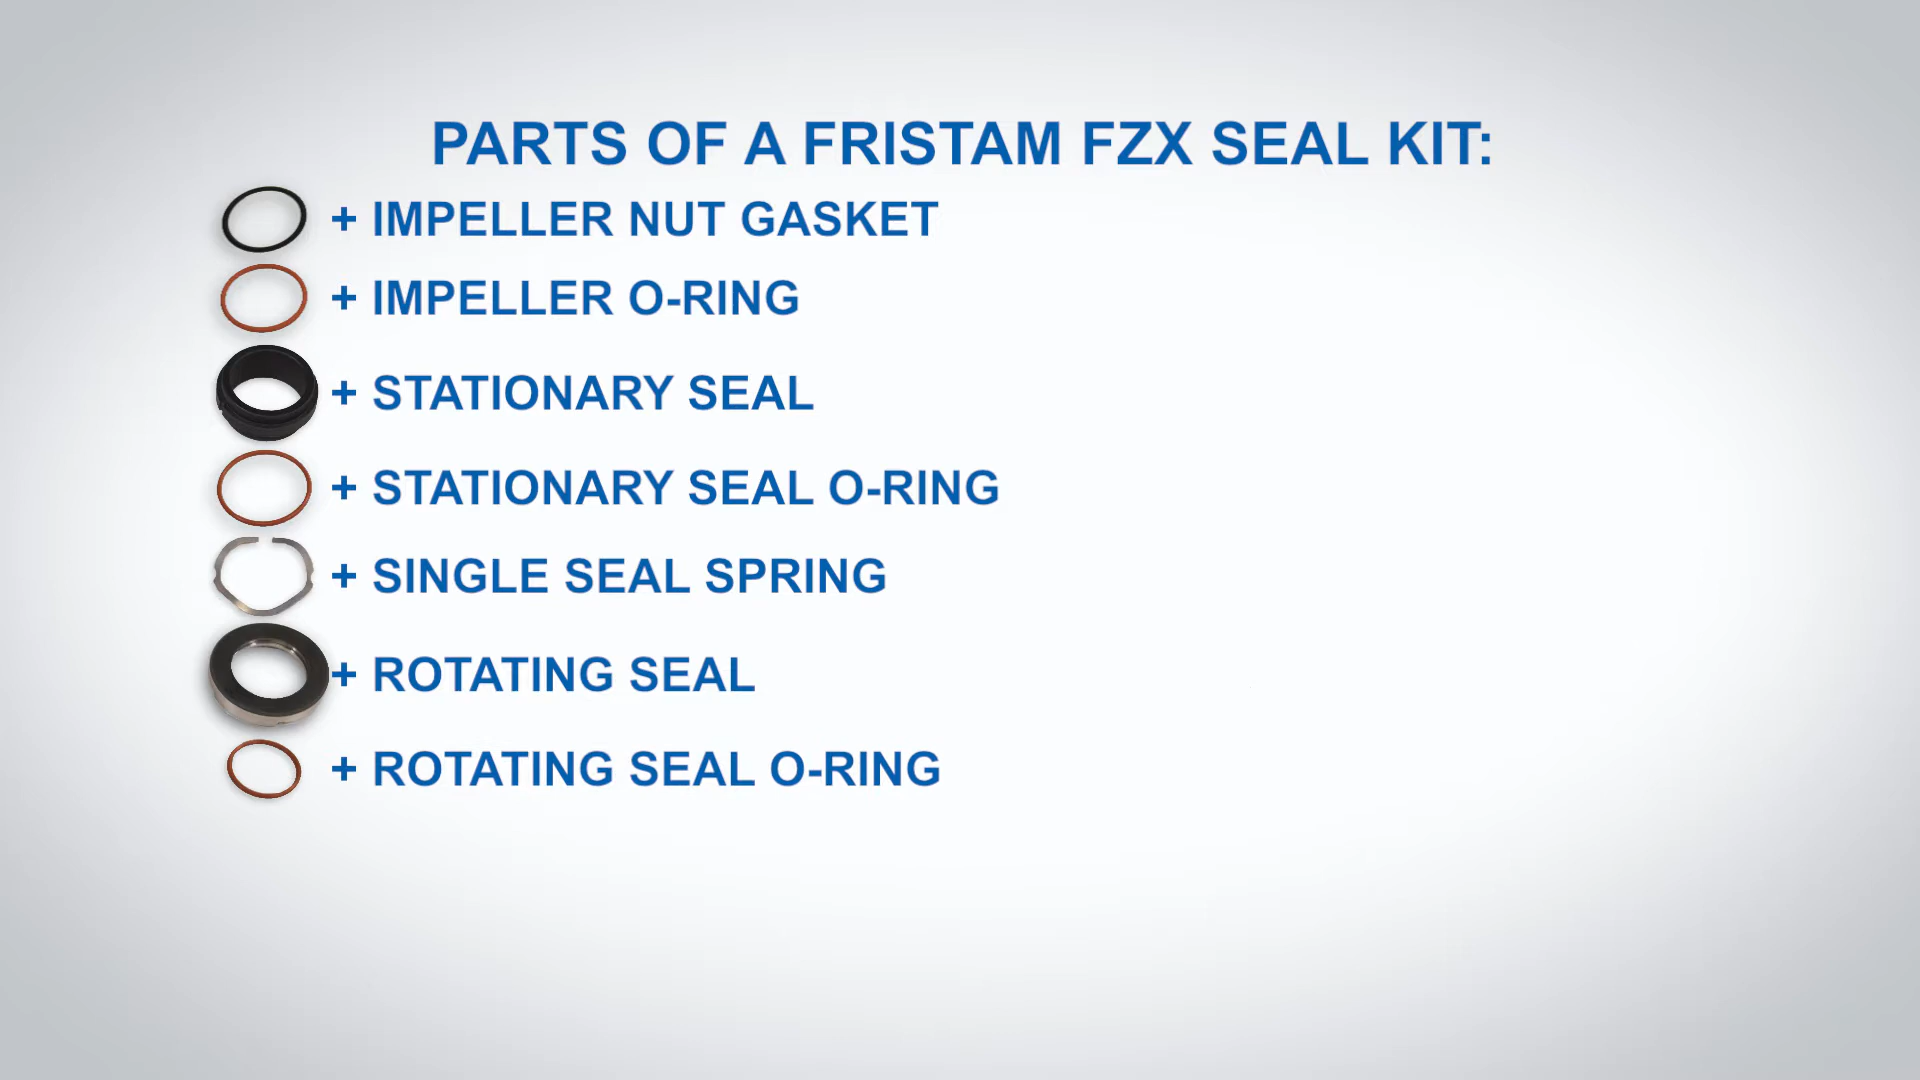 PARTS OF A FRISTAM FZX SEAL KIT:
+ IMPELLER NUT GASKET
+ IMPELLER O-RING
+ STATIONARY SEAL
+ STATIONARY SEAL O-RING
+ SINGLE SEAL SPRING
+ ROTATING SEAL
+ ROTATING SEAL O-RING